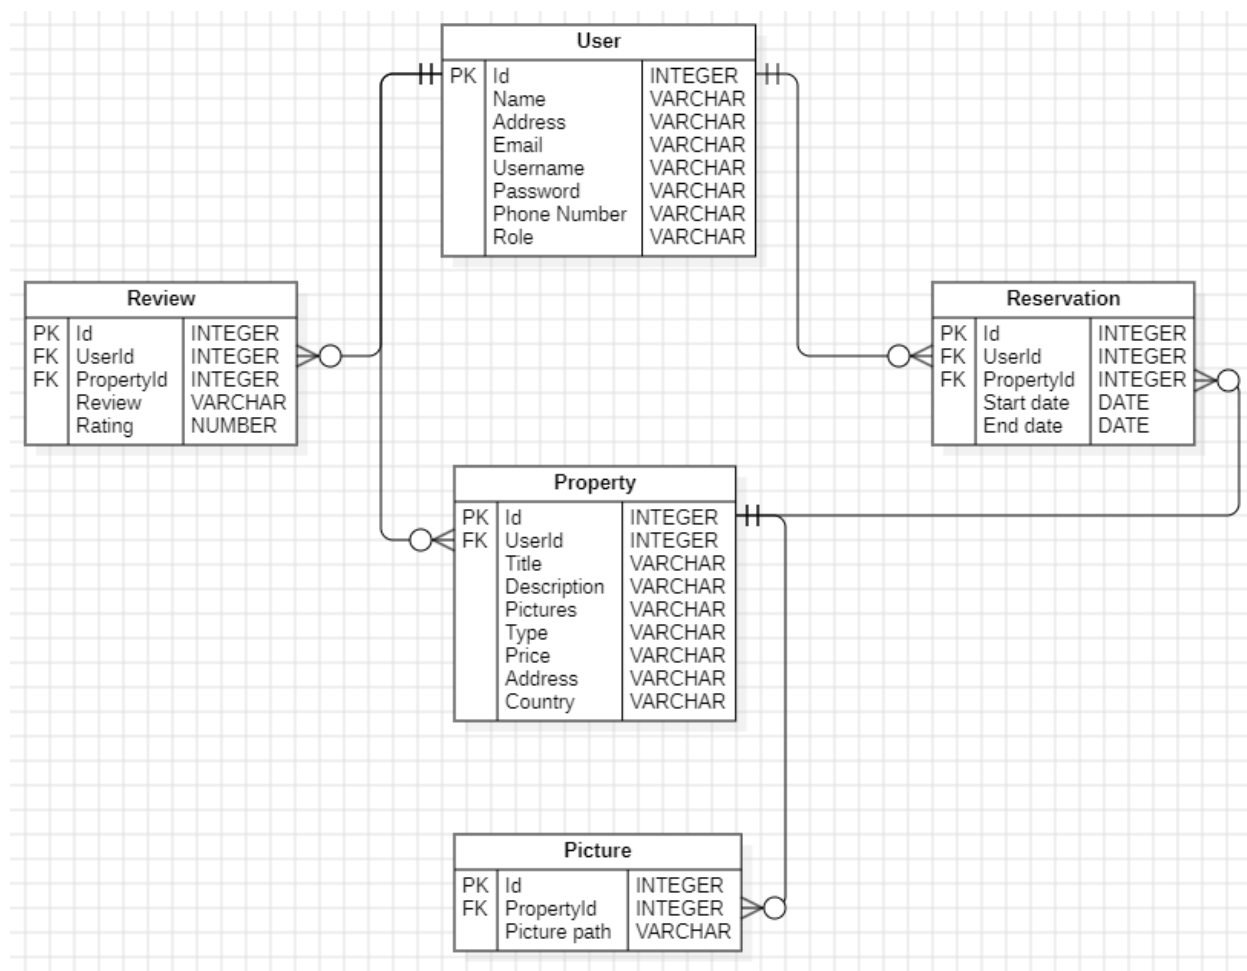 User
PK Id INTEGER
Name VARCHAR
Address VARCHAR
Email VARCHAR
Username VARCHAR
Password VARCHAR
Phone Number VARCHAR
Role VARCHAR
Review
PK Id INTEGER
FK UserId INTEGER
FK PropertyId INTEGER
Review VARCHAR
Rating NUMBER
Reservation
PK Id INTEGER
FK UserId INTEGER
FK PropertyId INTEGER
Start date DATE
End date DATE
Property
PK Id INTEGER
FK UserId INTEGER
Title VARCHAR
Description VARCHAR
Pictures VARCHAR
Type VARCHAR
Price VARCHAR
Address VARCHAR
Country VARCHAR
Picture
PK Id INTEGER
FK PropertyId INTEGER
Picture path VARCHAR